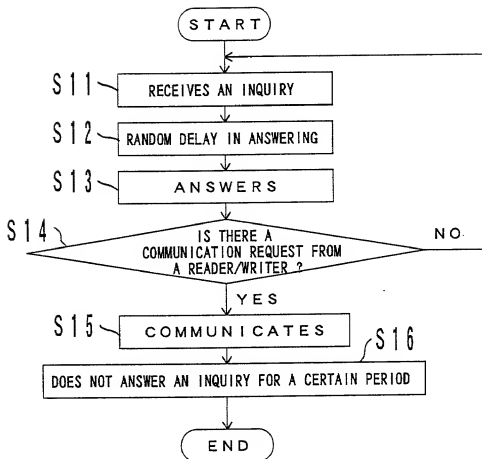 START
S11
RECEIVES AN INQUIRY
S12
RANDOM DELAY IN ANSWERING
S13
ANSWERS
S14
IS THERE A
COMMUNICATION REQUEST FROM
A READER/WRITER ?
NO
YES
S15
COMMUNICATES
S16
DOES NOT ANSWER AN INQUIRY FOR A CERTAIN PERIOD
END